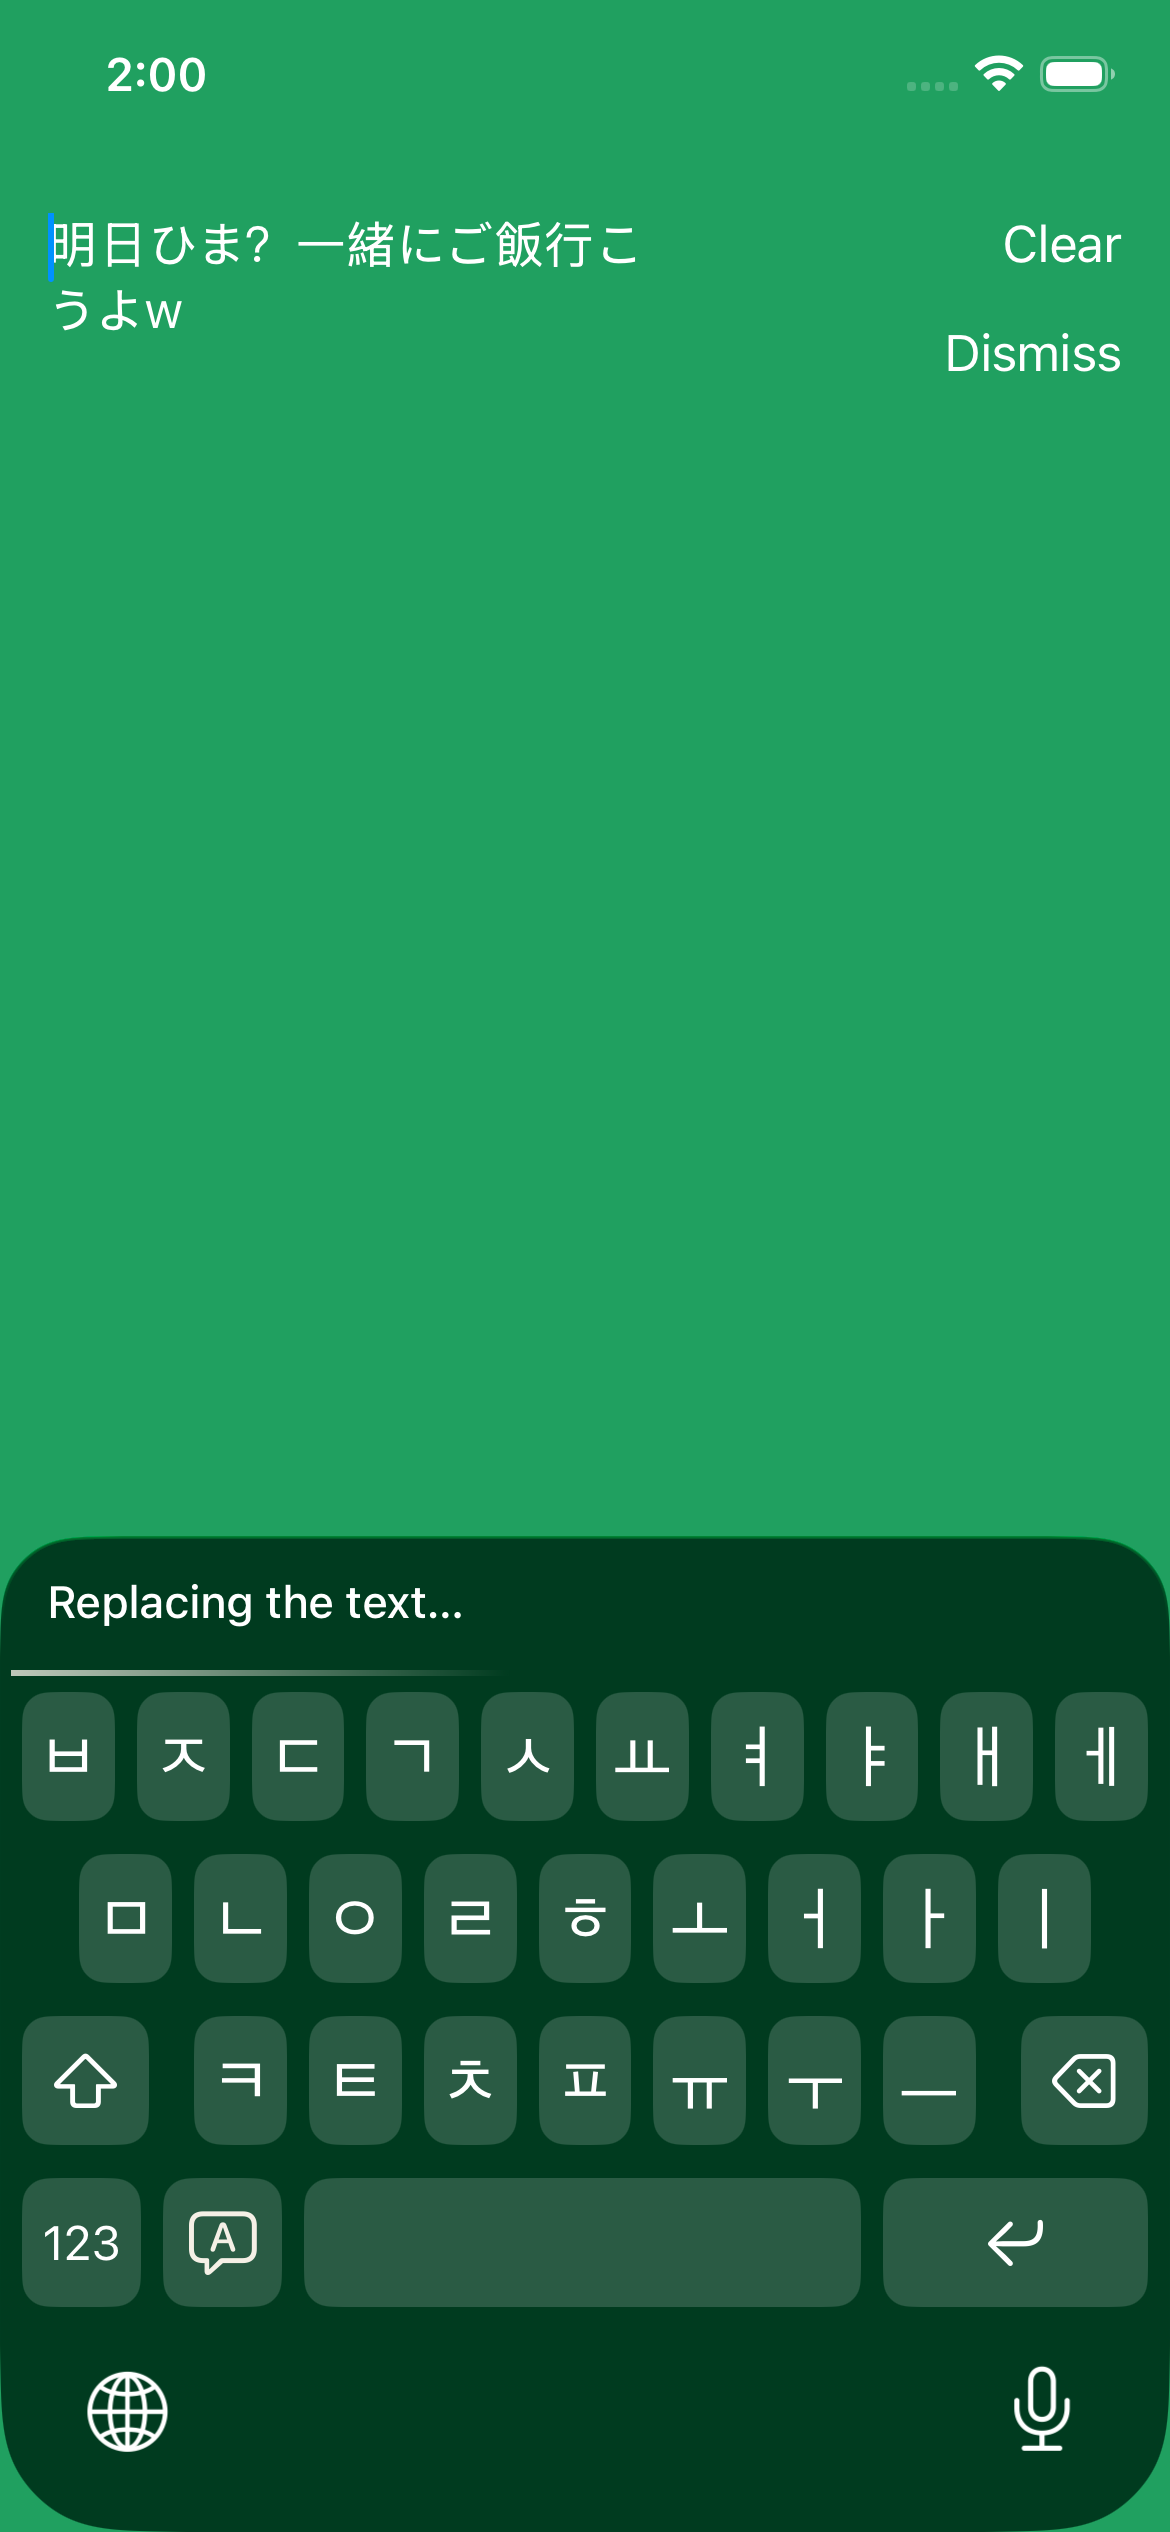 2:00
明日ひま？一緒にご飯行こ
うよw
Clear
Dismiss
Replacing the text...
ㅂ ㅈ ㄷ ㄱ ㅅ ㅛ ㅕ ㅑ ㅐ ㅔ
ㅁ ㄴ ㅇ ㄹ ㅎ ㅗ ㅓ ㅏ ㅣ
ㅋ ㅌ ㅊ ㅍ ㅠ ㅜ ㅡ
123 A